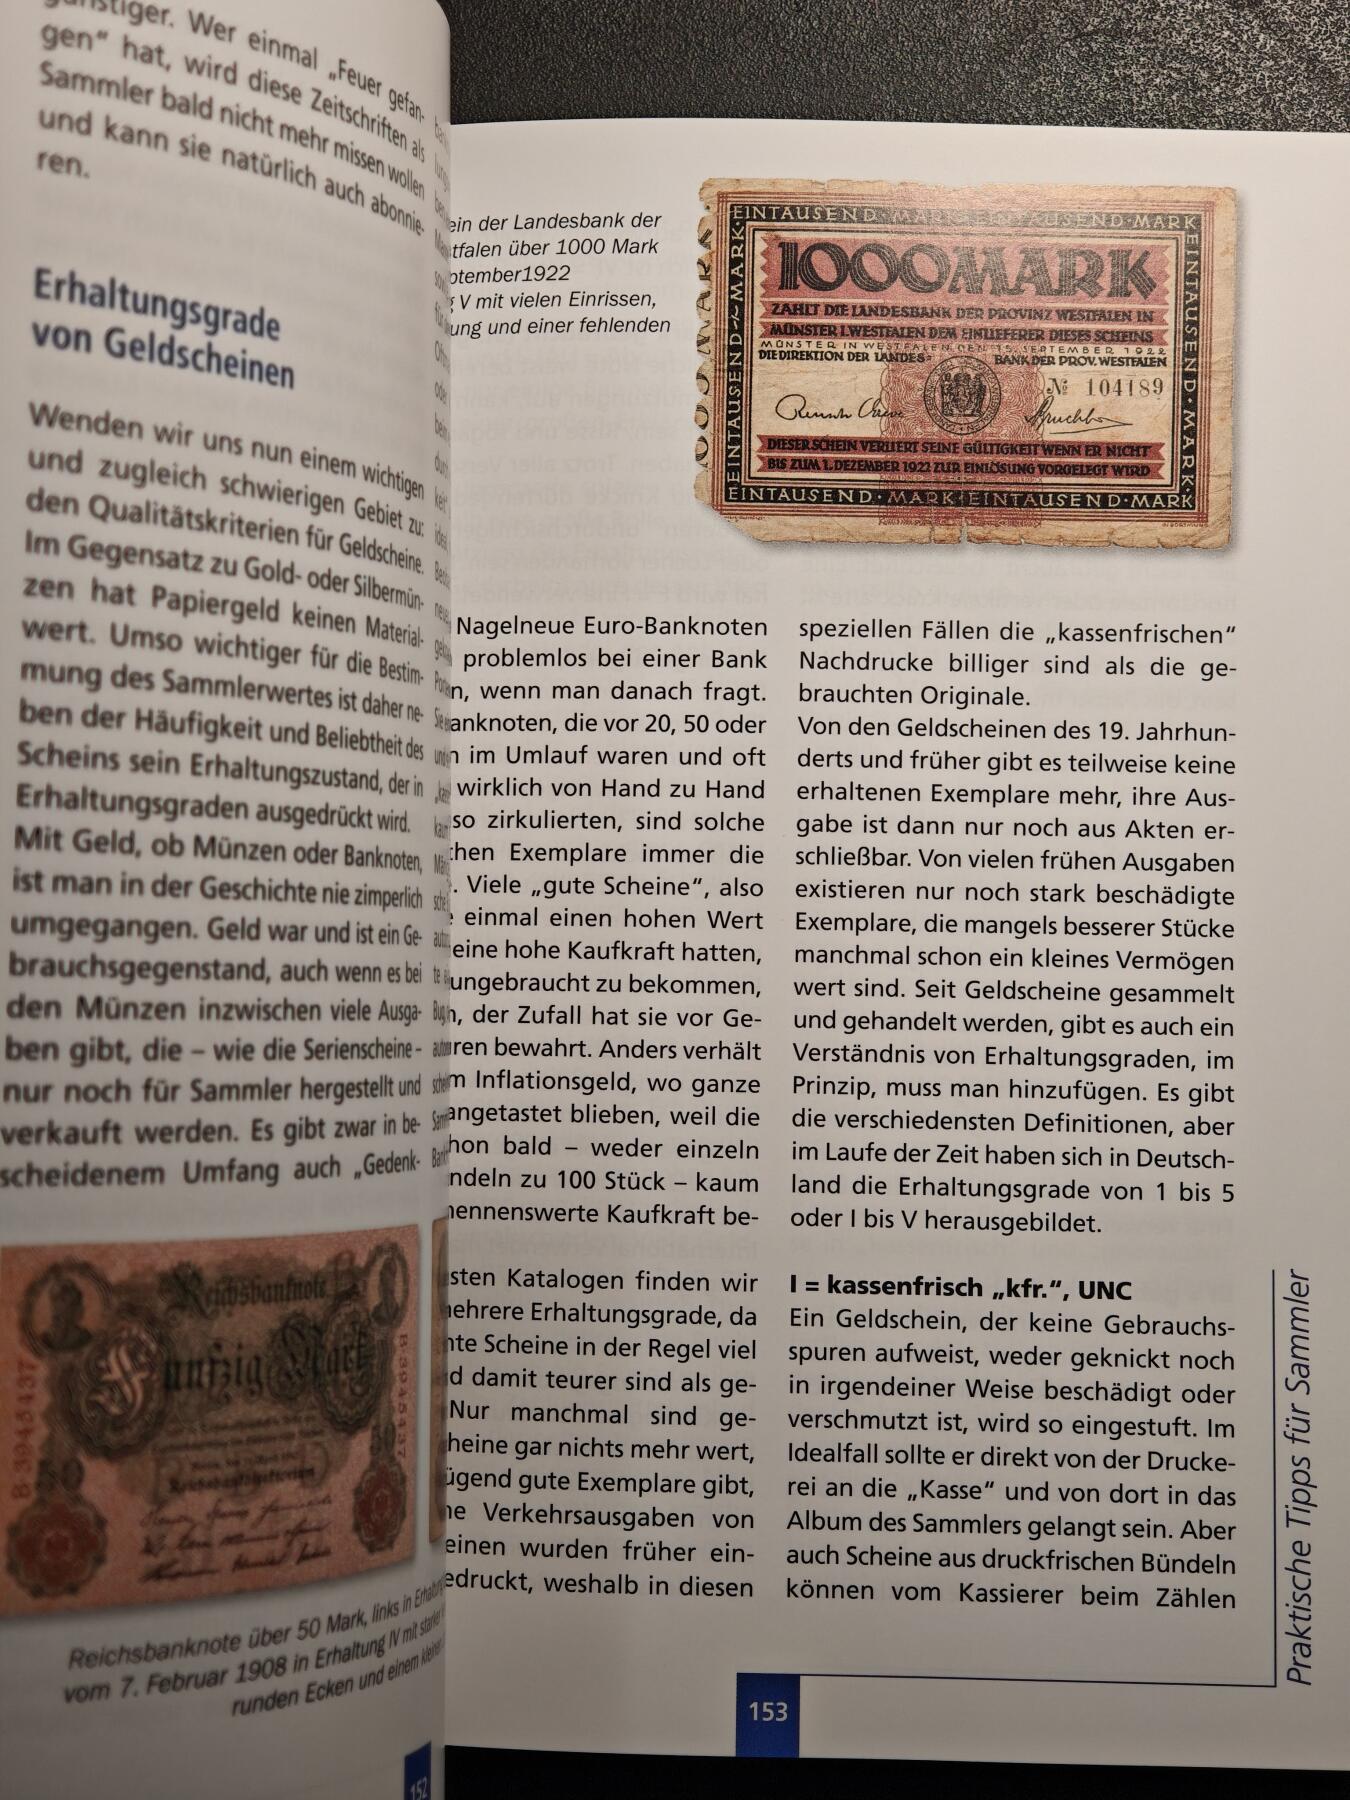 günstiger. Wer einmal „Feuer gefan-
gen“ hat, wird diese Zeitschriften als
Sammler bald nicht mehr missen wollen
und kann sie natürlich auch abonnie-
ren.
Erhaltungsgrade
von Geldscheinen
Wenden wir uns nun einem wichtigen
und zugleich schwierigen Gebiet zu:
den Qualitätskriterien für Geldscheine.
Im Gegensatz zu Gold- oder Silbermün-
zen hat Papiergeld keinen Material-
wert. Umso wichtiger für die Bestim-
mung des Sammlerwertes ist daher ne-
ben der Häufigkeit und Beliebtheit des
Scheins sein Erhaltungszustand, der in
Erhaltungsgraden ausgedrückt wird.
Mit Geld, ob Münzen oder Banknoten,
ist man in der Geschichte nie zimperlich
umgegangen. Geld war und ist ein Ge-
brauchsgegenstand, auch wenn es bei
den Münzen inzwischen viele Ausga-
ben gibt, die – wie die Serienscheine –
nur noch für Sammler hergestellt und
verkauft werden. Es gibt zwar in be-
scheidenem Umfang auch „Gedenk-
Reichsbanknote
Funfzig Mark
B·3945437
B·3945437
50
50
Reichsbanknote über 50 Mark, links in
vom 7. Februar 1908 in Erhaltung IV mit
runden Ecken und einem
152
ein der Landesbank der
tfalen über 1000 Mark
ptember1922
V mit vielen Einrissen,
ung und einer fehlenden
EINTAUSEND·MARK·EINTAUSEND·MARK
EINTAUSEND·MARK
EINTAUSEND·MARK
1000 MARK
1000 MARK
ZAHLT DIE LANDESBANK DER PROVINZ WESTFALEN IN
MÜNSTER I.WESTFALEN DEM EINLIEFERER DIESES SCHEINS
MÜNSTER IN WESTFALEN, DEN 15. SEPTEMBER 1922
DIE DIREKTION DER LANDES= BANK DER PROV. WESTFALEN
№ 104189
DIESER SCHEIN VERLIERT SEINE GÜLTIGKEIT WENN ER NICHT
BIS ZUM 1. DEZEMBER 1922 ZUR EINLÖSUNG VORGELEGT WIRD
EINTAUSEND·MARK·EINTAUSEND·MARK
Nagelneue Euro-Banknoten
problemlos bei einer Bank
n, wenn man danach fragt.
anknoten, die vor 20, 50 oder
n im Umlauf waren und oft
wirklich von Hand zu Hand
so zirkulierten, sind solche
chen Exemplare immer die
. Viele „gute Scheine“, also
e einmal einen hohen Wert
eine hohe Kaufkraft hatten,
ungebraucht zu bekommen,
n, der Zufall hat sie vor Ge-
ren bewahrt. Anders verhält
m Inflationsgeld, wo ganze
angetastet blieben, weil die
hon bald – weder einzeln
ndeln zu 100 Stück – kaum
nennenswerte Kaufkraft be-
sten Katalogen finden wir
ehrere Erhaltungsgrade, da
te Scheine in der Regel viel
d damit teurer sind als ge-
Nur manchmal sind ge-
heine gar nichts mehr wert,
ügend gute Exemplare gibt,
e Verkehrsausgaben von
einen wurden früher ein-
edruckt, weshalb in diesen
speziellen Fällen die „kassenfrischen“
Nachdrucke billiger sind als die ge-
brauchten Originale.
Von den Geldscheinen des 19. Jahrhun-
derts und früher gibt es teilweise keine
erhaltenen Exemplare mehr, ihre Aus-
gabe ist dann nur noch aus Akten er-
schließbar. Von vielen frühen Ausgaben
existieren nur noch stark beschädigte
Exemplare, die mangels besserer Stücke
manchmal schon ein kleines Vermögen
wert sind. Seit Geldscheine gesammelt
und gehandelt werden, gibt es auch ein
Verständnis von Erhaltungsgraden, im
Prinzip, muss man hinzufügen. Es gibt
die verschiedensten Definitionen, aber
im Laufe der Zeit haben sich in Deutsch-
land die Erhaltungsgrade von 1 bis 5
oder I bis V herausgebildet.
I = kassenfrisch „kfr.“, UNC
Ein Geldschein, der keine Gebrauchs-
spuren aufweist, weder geknickt noch
in irgendeiner Weise beschädigt oder
verschmutzt ist, wird so eingestuft. Im
Idealfall sollte er direkt von der Drucke-
rei an die „Kasse“ und von dort in das
Album des Sammlers gelangt sein. Aber
auch Scheine aus druckfrischen Bündeln
können vom Kassierer beim Zählen
Praktische Tipps für Sammler
153